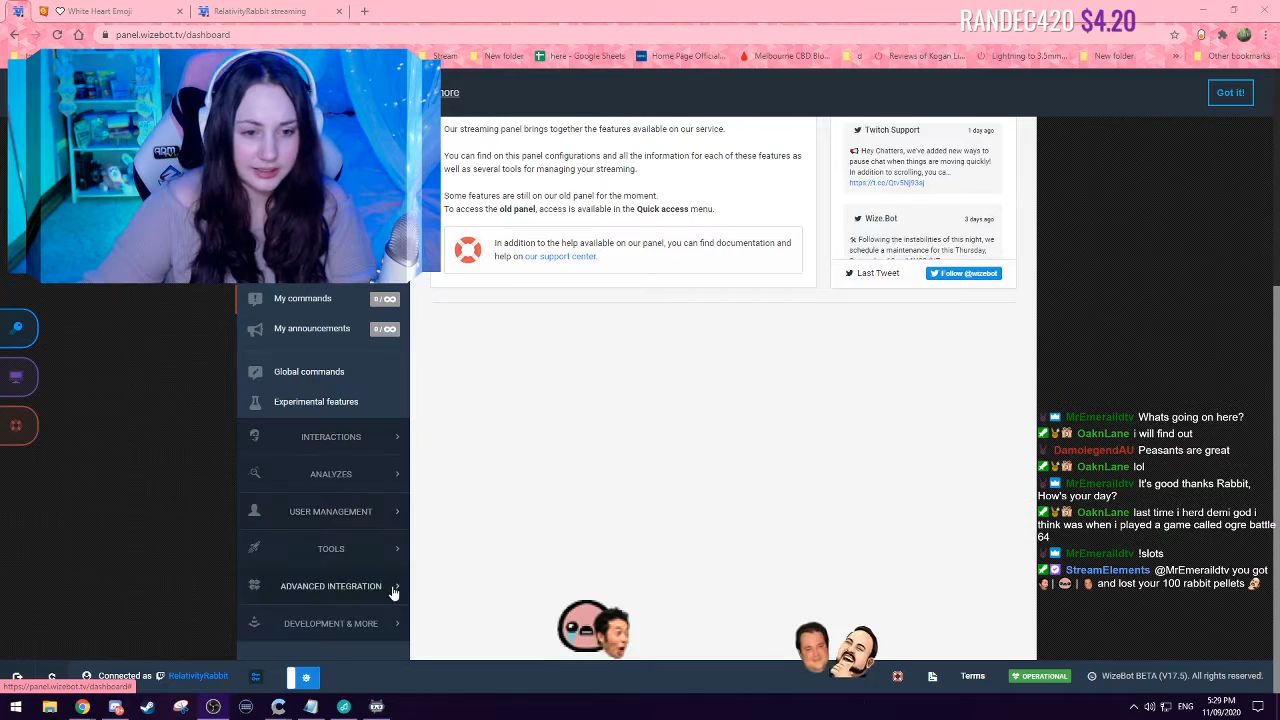 White Heart Emoji
RelativityRabbit streaming
RANDEC420 $4.20
panel.wizebot.tv/dashboard
Stream
New folder
here - Google Sheets
Home Page Official...
Melbourne CBD Blo...
d
Reviews of Kogan Li...
Lightning to 3.5mm...
New folder
Other bookmarks
more
Got it!
Our streaming panel brings together the features available on our service.
You can find on this panel configurations and all the information for each of these features as
well as several tools for managing your streaming.
Some features are still on our old panel for the moment.
To access the old panel, access is available in the Quick access menu.
In addition to the help available on our panel, you can find documentation and
help on our support center.
Twitch Support 1 day ago
Hey Chatters, we've added new ways to
pause chat when things are moving quickly!
In addition to scrolling, you ca...
https://t.co/Qtv5Nj93aj
Wize.Bot 3 days ago
Following the instabilities of this night, we
schedule a maintenance for this Thursday,
Last Tweet
Follow @wizebot
My commands 0 / ∞
My announcements 0 / ∞
Global commands
Experimental features
INTERACTIONS
ANALYZES
USER MANAGEMENT
TOOLS
ADVANCED INTEGRATION
DEVELOPMENT & MORE
MrEmeraildtv Whats going on here?
OaknLane i will find out
DamolegendAU Peasants are great
OaknLane lol
MrEmeraildtv It's good thanks Rabbit,
How's your day?
OaknLane last time i herd demi god i
think was when i played a game called ogre battle
64
MrEmeraildtv !slots
StreamElements @MrEmeraildtv you got
| | and lost your 100 rabbit pellets
Connected as RelativityRabbit
Terms
OPERATIONAL
WizeBot BETA (V17.5). All rights reserved.
https://panel.wizebot.tv/dashboard#
5:29 PM
ENG
11/09/2020